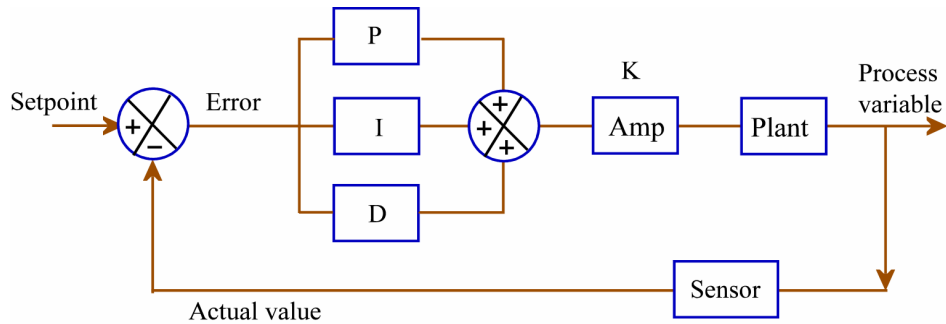 P
K
Process
variable
Setpoint
Error
+
−
I
+
+
+
Amp
Plant
D
Sensor
Actual value